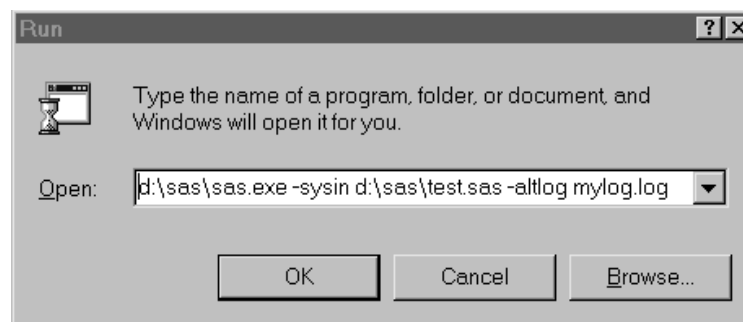 Run
Type the name of a program, folder, or document, and
Windows will open it for you.
Open: d:\sas\sas.exe -sysin d:\sas\test.sas -altlog mylog.log
OK Cancel Browse...